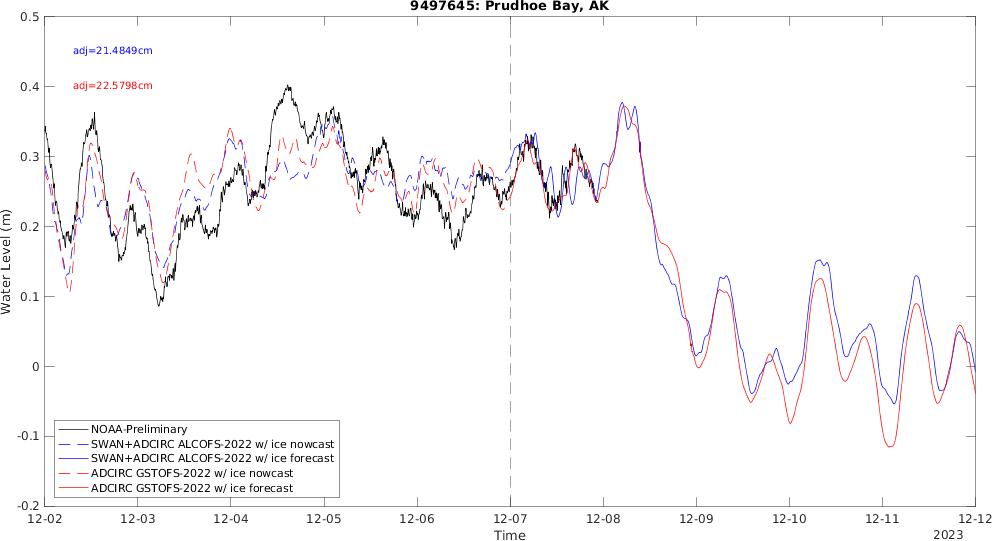 9497645: Prudhoe Bay, AK
adj=21.4849cm
adj=22.5798cm
Water Level (m)
0.5
0.4
0.3
0.2
0.1
0
-0.1
-0.2
NOAA-Preliminary
SWAN+ADCIRC ALCOFS-2022 w/ ice nowcast
SWAN+ADCIRC ALCOFS-2022 w/ ice forecast
ADCIRC GSTOFS-2022 w/ ice nowcast
ADCIRC GSTOFS-2022 w/ ice forecast
12-02 12-03 12-04 12-05 12-06 12-07 12-08 12-09 12-10 12-11 12-12
Time
2023